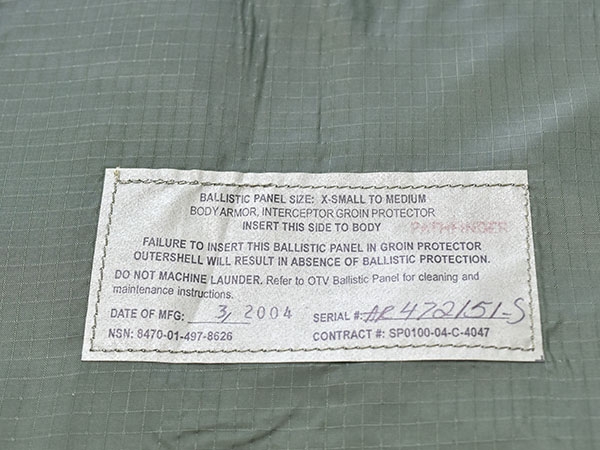 BALLISTIC PANEL SIZE: X-SMALL TO MEDIUM
BODYARMOR, INTERCEPTOR GROIN PROTECTOR
INSERT THIS SIDE TO BODY PATHFINDER
FAILURE TO INSERT THIS BALLISTIC PANEL IN GROIN PROTECTOR
OUTERSHELL WILL RESULT IN ABSENCE OF BALLISTIC PROTECTION.
DO NOT MACHINE LAUNDER. Refer to OTV Ballistic Panel for cleaning and
maintenance instructions.
DATE OF MFG: 3, 2004 SERIAL #: AR472151-S
NSN: 8470-01-497-8626 CONTRACT #: SP0100-04-C-4047